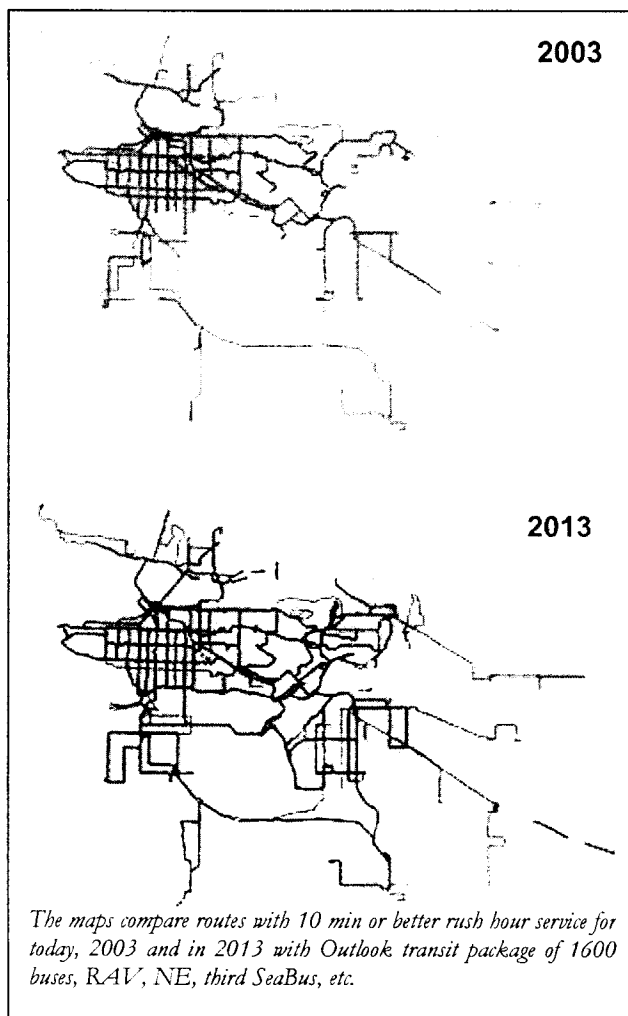 2003
2013
The maps compare routes with 10 min or better rush hour service for
today, 2003 and in 2013 with Outlook transit package of 1600
buses, RAV, NE, third SeaBus, etc.